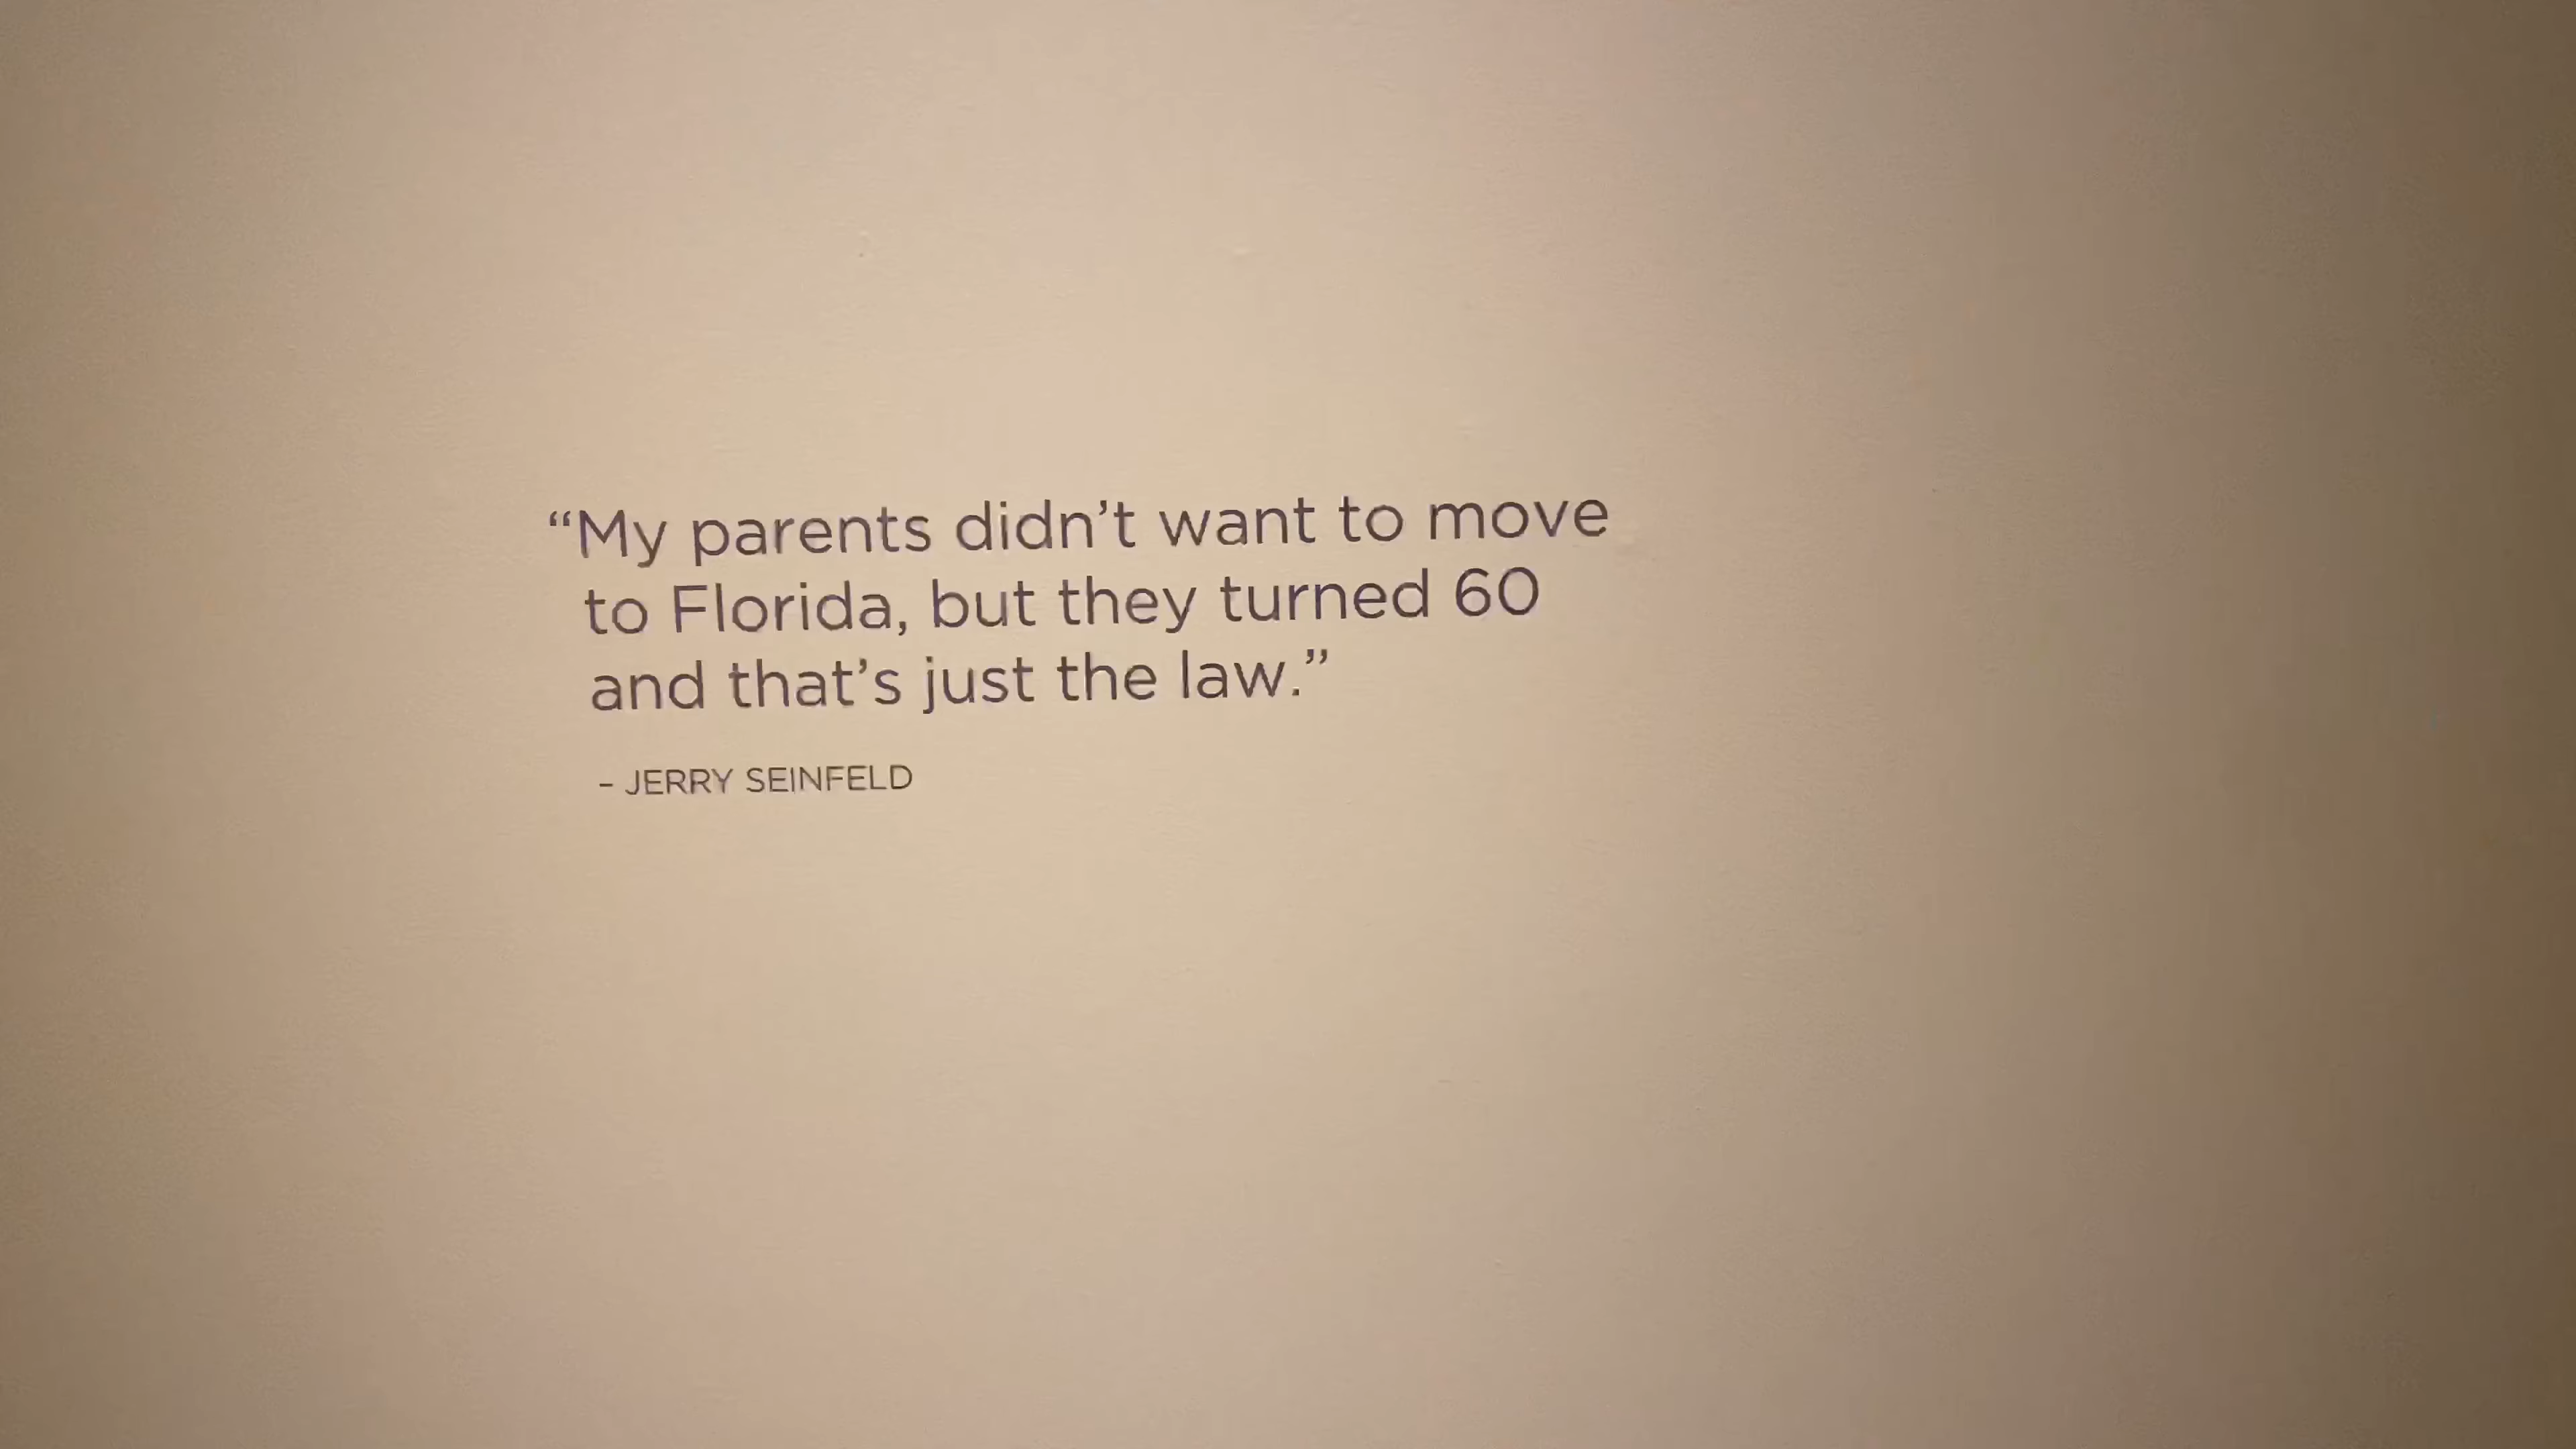 “My parents didn’t want to move
to Florida, but they turned 60
and that’s just the law.”
– JERRY SEINFELD